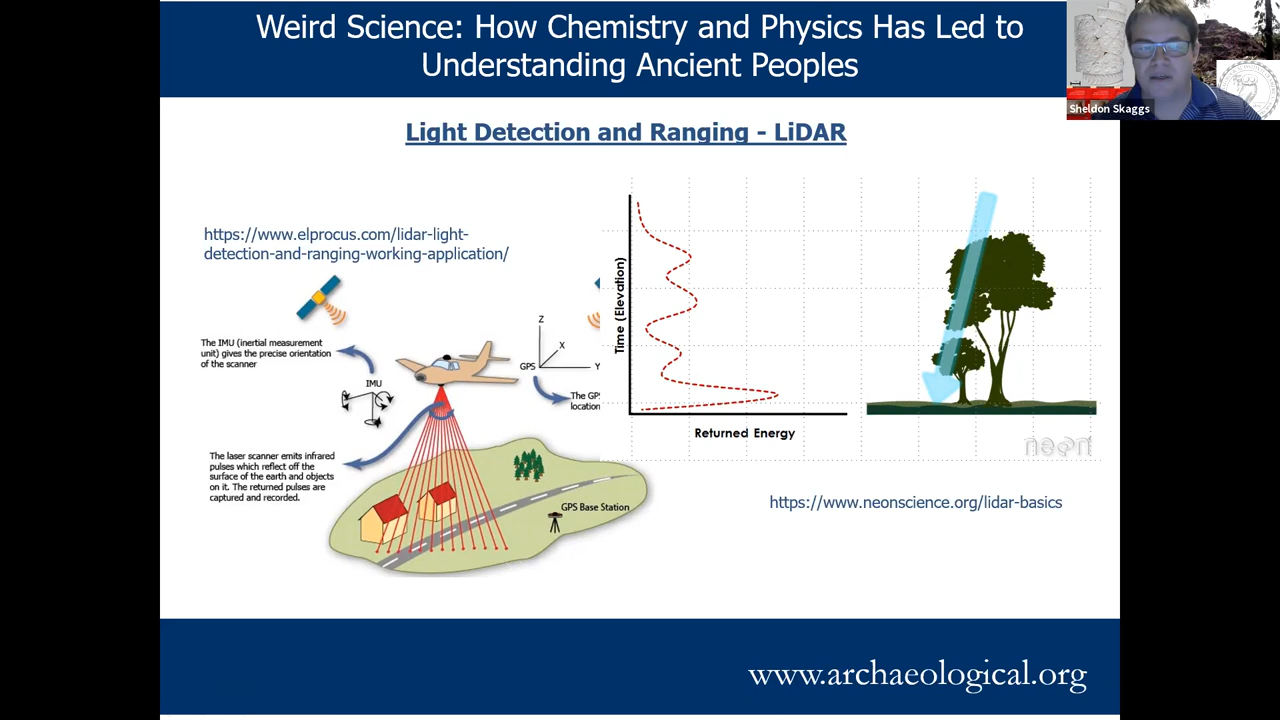 Weird Science: How Chemistry and Physics Has Led to
Understanding Ancient Peoples
Sheldon Skaggs
Light Detection and Ranging - LiDAR
https://www.elprocus.com/lidar-light-
detection-and-ranging-working-application/
The IMU (inertial measurement
unit) gives the precise orientation
of the scanner
IMU
Z
X
GPS
Y
The GPS
location
The laser scanner emits infrared
pulses which reflect off the
surface of the earth and objects
on it. The returned pulses are
captured and recorded.
GPS Base Station
Time (Elevation)
Returned Energy
neon
https://www.neonscience.org/lidar-basics
www.archaeological.org